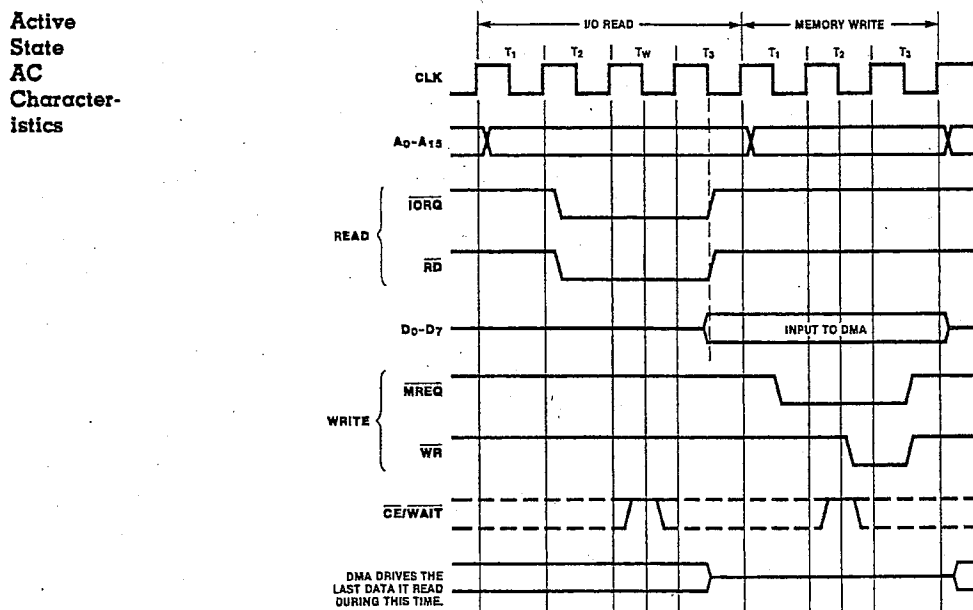 Active
State
AC
Character-
istics
I/O READ MEMORY WRITE
T1 T2 TW T3 T1 T2 T3
CLK
A0-A15
IORQ
READ
RD
D0-D7 INPUT TO DMA
MREQ
WRITE
WR
CE/WAIT
DMA DRIVES THE
LAST DATA IT READ
DURING THIS TIME.